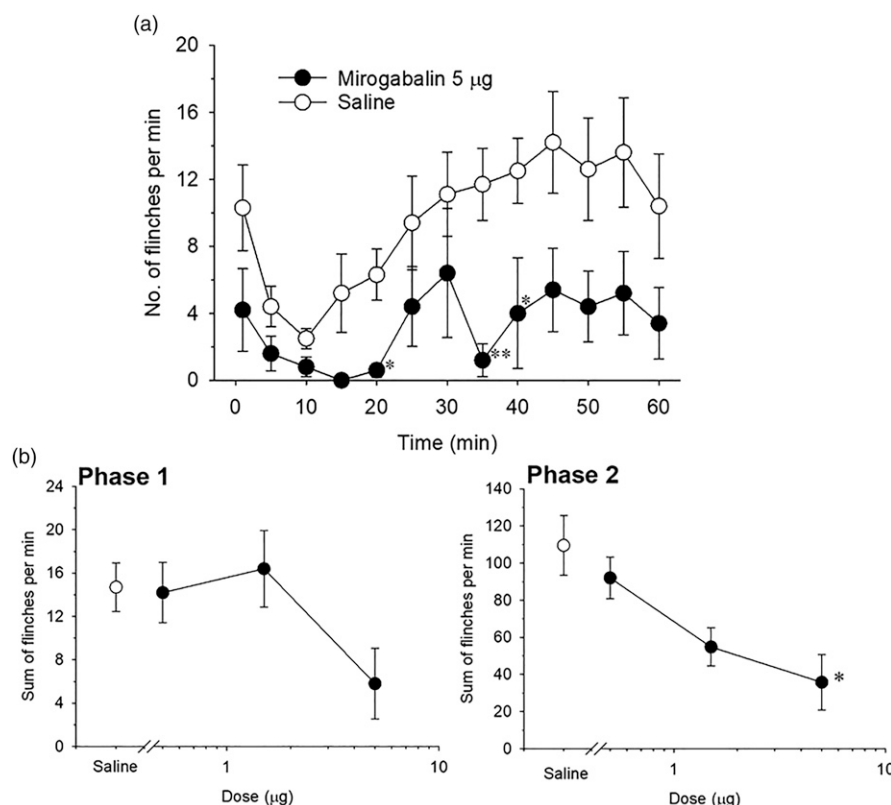 (a)
20
16
12
8
4
0
No. of flinches per min
Mirogabalin 5 μg
Saline
*
**
*
0 10 20 30 40 50 60
Time (min)
(b)
Phase 1
24
20
16
12
8
4
0
Sum of flinches per min
Saline 1 10
Dose (μg)
Phase 2
140
120
100
80
60
40
20
0
Sum of flinches per min
*
Saline 1 10
Dose (μg)